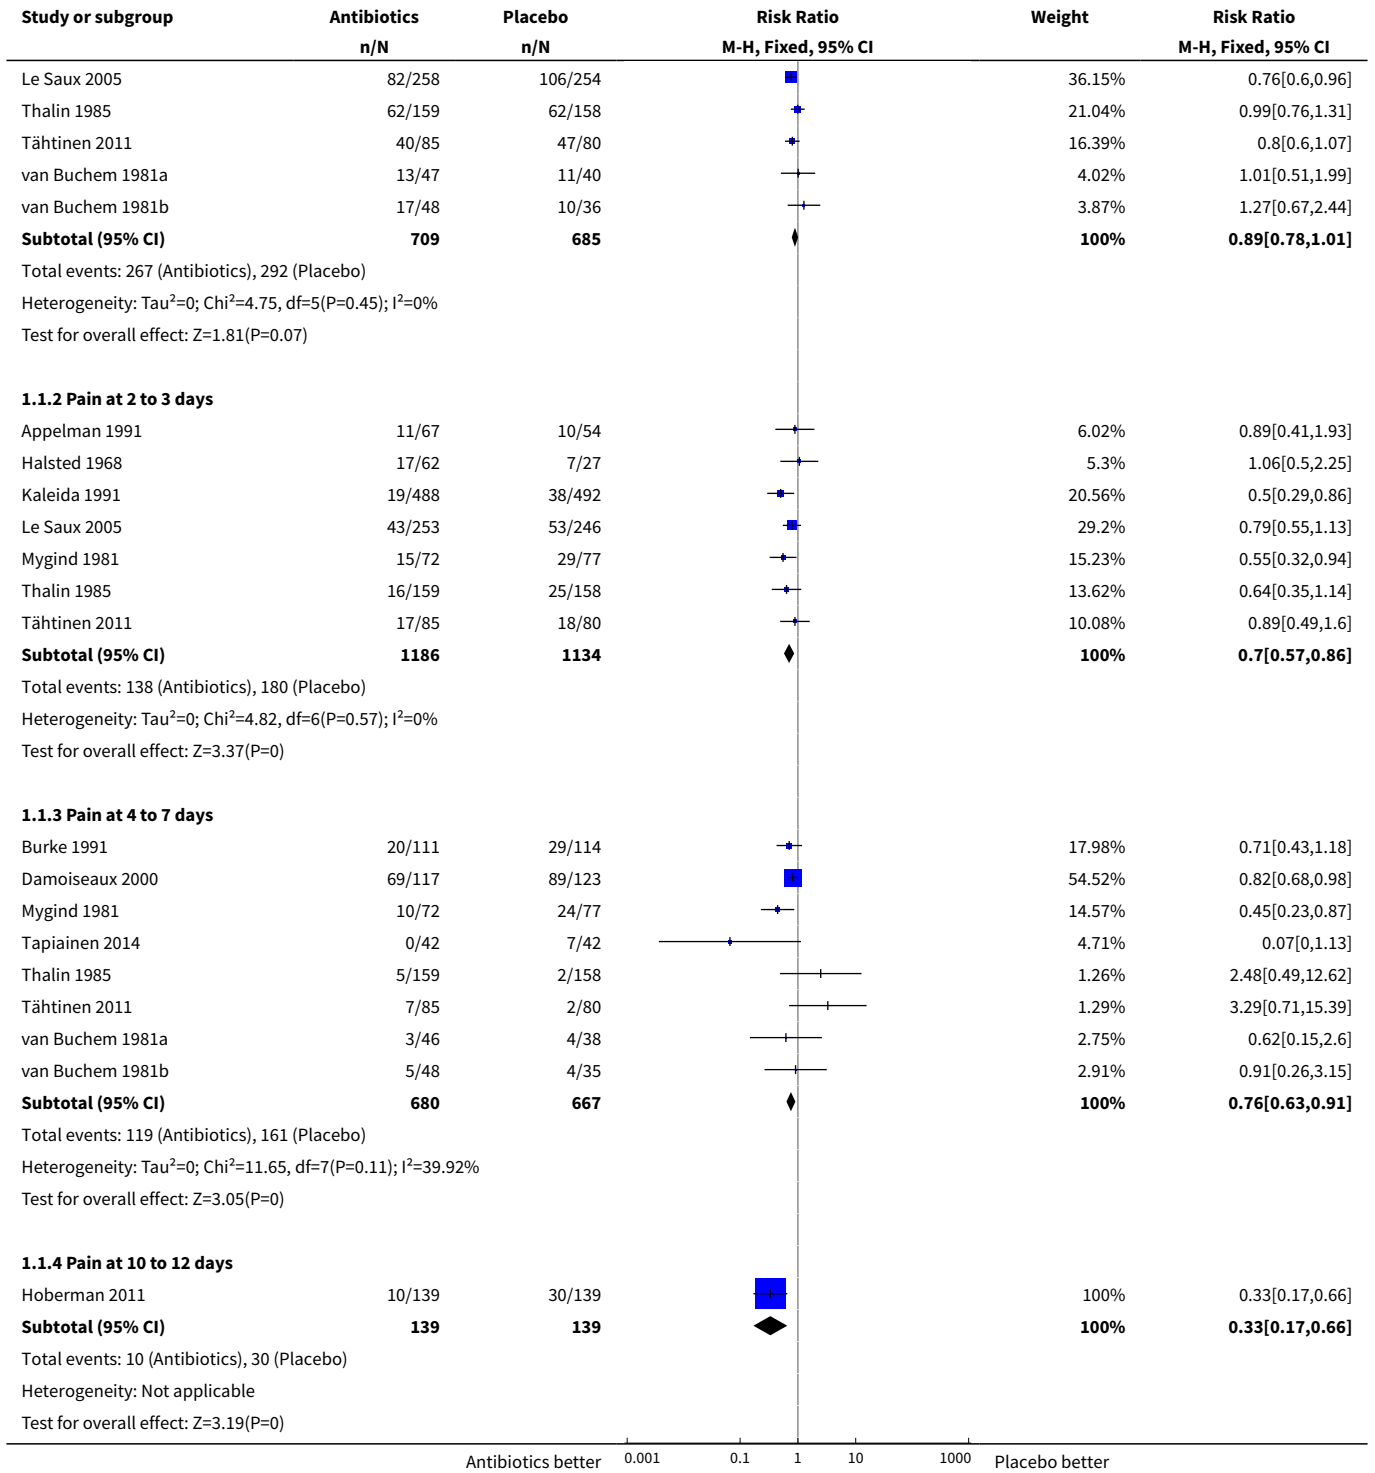 Study or subgroup Antibiotics Placebo Risk Ratio Weight Risk Ratio
n/N n/N M-H, Fixed, 95% CI M-H, Fixed, 95% CI
Le Saux 2005 82/258 106/254 36.15% 0.76[0.6,0.96]
Thalin 1985 62/159 62/158 21.04% 0.99[0.76,1.31]
Tähtinen 2011 40/85 47/80 16.39% 0.8[0.6,1.07]
van Buchem 1981a 13/47 11/40 4.02% 1.01[0.51,1.99]
van Buchem 1981b 17/48 10/36 3.87% 1.27[0.67,2.44]
Subtotal (95% CI) 709 685 100% 0.89[0.78,1.01]
Total events: 267 (Antibiotics), 292 (Placebo)
Heterogeneity: Tau²=0; Chi²=4.75, df=5(P=0.45); I²=0%
Test for overall effect: Z=1.81(P=0.07)
1.1.2 Pain at 2 to 3 days
Appelman 1991 11/67 10/54 6.02% 0.89[0.41,1.93]
Halsted 1968 17/62 7/27 5.3% 1.06[0.5,2.25]
Kaleida 1991 19/488 38/492 20.56% 0.5[0.29,0.86]
Le Saux 2005 43/253 53/246 29.2% 0.79[0.55,1.13]
Mygind 1981 15/72 29/77 15.23% 0.55[0.32,0.94]
Thalin 1985 16/159 25/158 13.62% 0.64[0.35,1.14]
Tähtinen 2011 17/85 18/80 10.08% 0.89[0.49,1.6]
Subtotal (95% CI) 1186 1134 100% 0.7[0.57,0.86]
Total events: 138 (Antibiotics), 180 (Placebo)
Heterogeneity: Tau²=0; Chi²=4.82, df=6(P=0.57); I²=0%
Test for overall effect: Z=3.37(P=0)
1.1.3 Pain at 4 to 7 days
Burke 1991 20/111 29/114 17.98% 0.71[0.43,1.18]
Damoiseaux 2000 69/117 89/123 54.52% 0.82[0.68,0.98]
Mygind 1981 10/72 24/77 14.57% 0.45[0.23,0.87]
Tapiainen 2014 0/42 7/42 4.71% 0.07[0,1.13]
Thalin 1985 5/159 2/158 1.26% 2.48[0.49,12.62]
Tähtinen 2011 7/85 2/80 1.29% 3.29[0.71,15.39]
van Buchem 1981a 3/46 4/38 2.75% 0.62[0.15,2.6]
van Buchem 1981b 5/48 4/35 2.91% 0.91[0.26,3.15]
Subtotal (95% CI) 680 667 100% 0.76[0.63,0.91]
Total events: 119 (Antibiotics), 161 (Placebo)
Heterogeneity: Tau²=0; Chi²=11.65, df=7(P=0.11); I²=39.92%
Test for overall effect: Z=3.05(P=0)
1.1.4 Pain at 10 to 12 days
Hoberman 2011 10/139 30/139 100% 0.33[0.17,0.66]
Subtotal (95% CI) 139 139 100% 0.33[0.17,0.66]
Total events: 10 (Antibiotics), 30 (Placebo)
Heterogeneity: Not applicable
Test for overall effect: Z=3.19(P=0)
Antibiotics better 0.001 0.1 1 10 1000 Placebo better